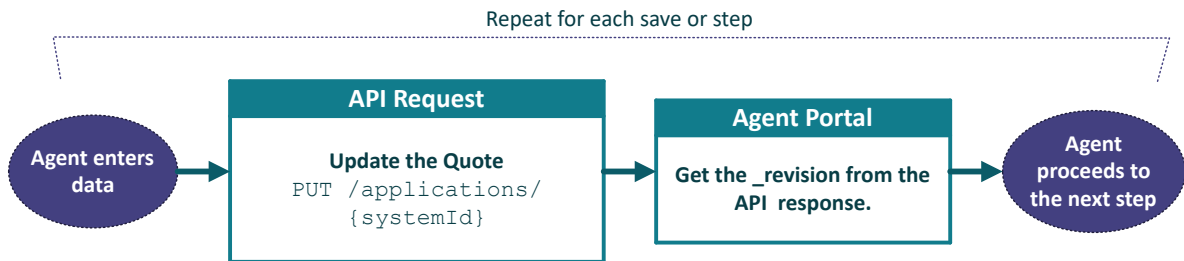 Repeat for each save or step
Agent enters
data
API Request
Update the Quote
PUT /applications/
{systemId}
Agent Portal
Get the _revision from the
API response.
Agent
proceeds to
the next step